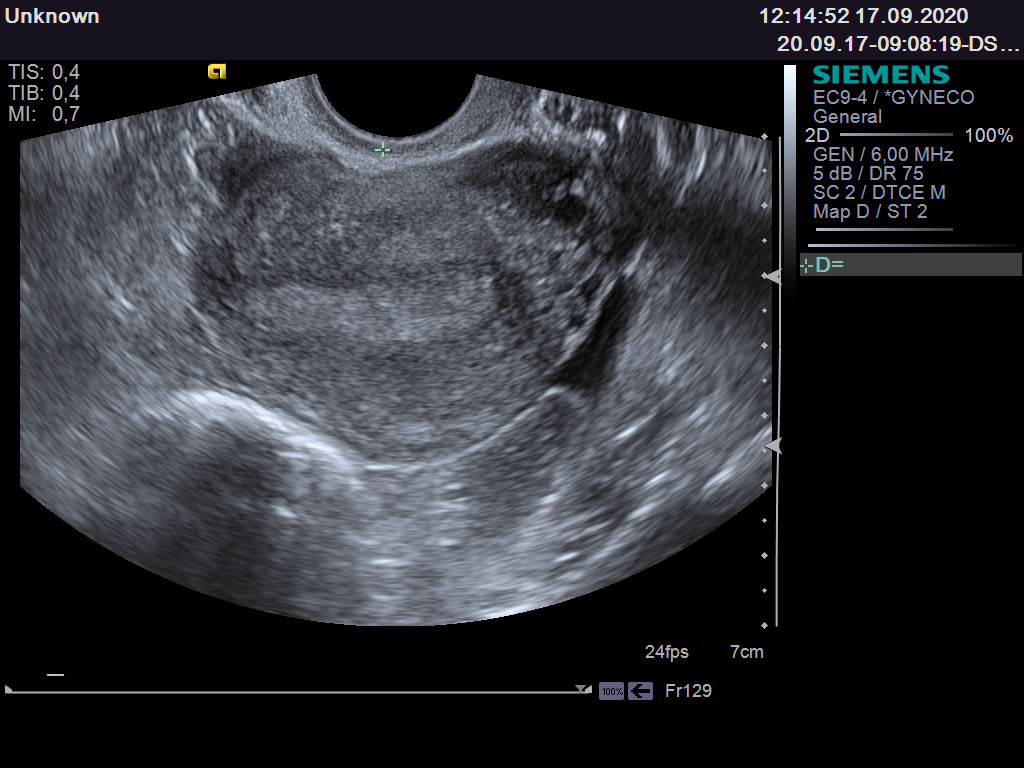 Unknown
12:14:52 17.09.2020
20.09.17-09:08:19-DS...
TIS: 0,4
TIB: 0,4
MI: 0,7
SIEMENS
EC9-4 / *GYNECO
General
2D 100%
GEN / 6,00 MHz
5 dB / DR 75
SC 2 / DTCE M
Map D / ST 2
D=
24fps 7cm
100% Fr129